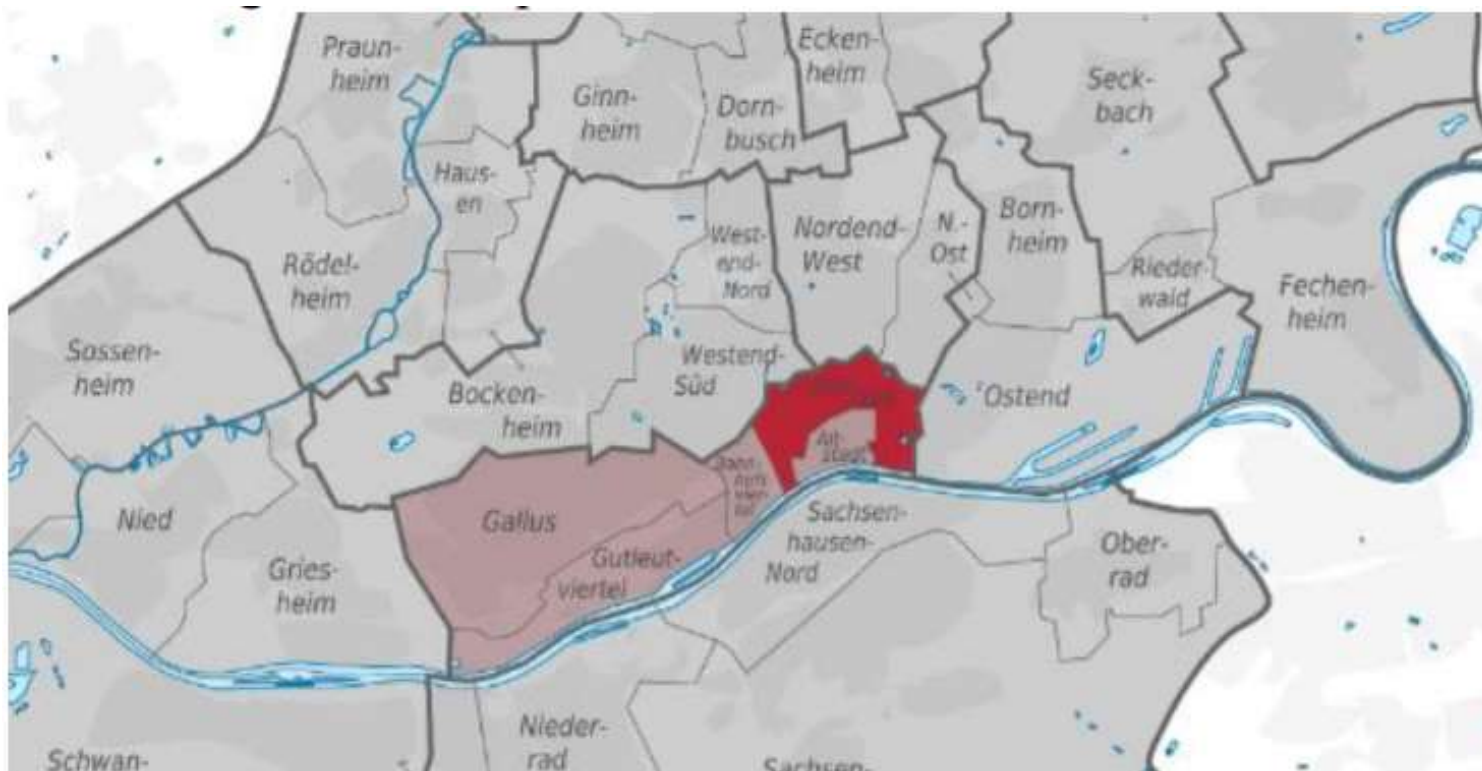 Praun-
heim
Ginn-
heim
Dorn-
busch
Ecken-
heim
Seck-
bach
Haus-
en
Rödel-
heim
West-
end-
Nord
Nordend-
West
N.-
Ost
Born-
heim
Rieder-
wald
Fechen-
heim
Sossen-
heim
Bocken-
heim
Westend-
Süd
Ostend
Alt-
stadt
Nied
Gries-
heim
Gallus
Gutleut-
viertel
Sachsen-
hausen-
Nord
Ober-
rad
Nieder-
rad
Schwan-
Sachsen-